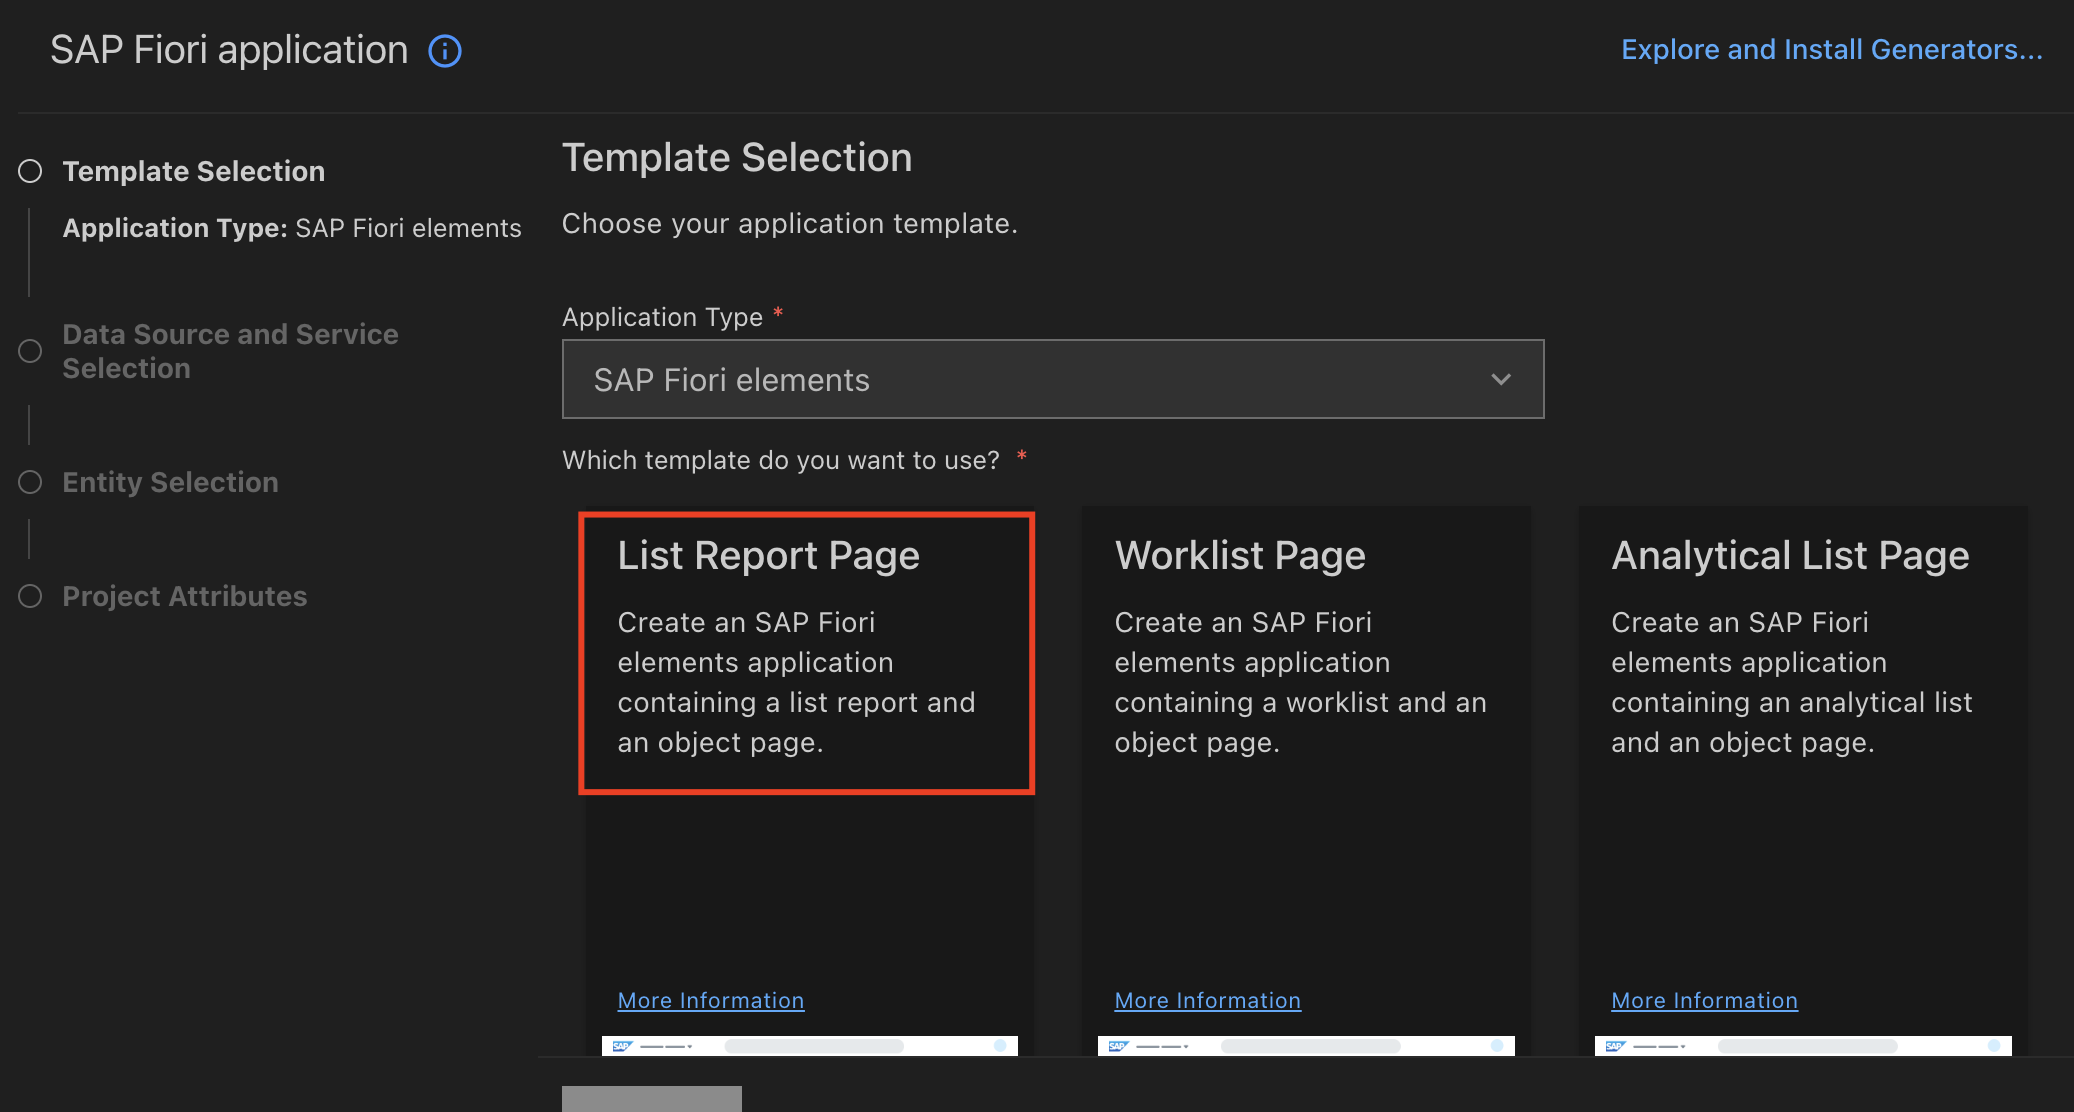 SAP Fiori application
Explore and Install Generators...
Template Selection
Application Type: SAP Fiori elements
Data Source and Service
Selection
Entity Selection
Project Attributes
Template Selection
Choose your application template.
Application Type *
SAP Fiori elements
Which template do you want to use? *
List Report Page
Create an SAP Fiori
elements application
containing a list report and
an object page.
More Information
SAP
Worklist Page
Create an SAP Fiori
elements application
containing a worklist and an
object page.
More Information
SAP
Analytical List Page
Create an SAP Fiori
elements application
containing an analytical list
and an object page.
More Information
SAP